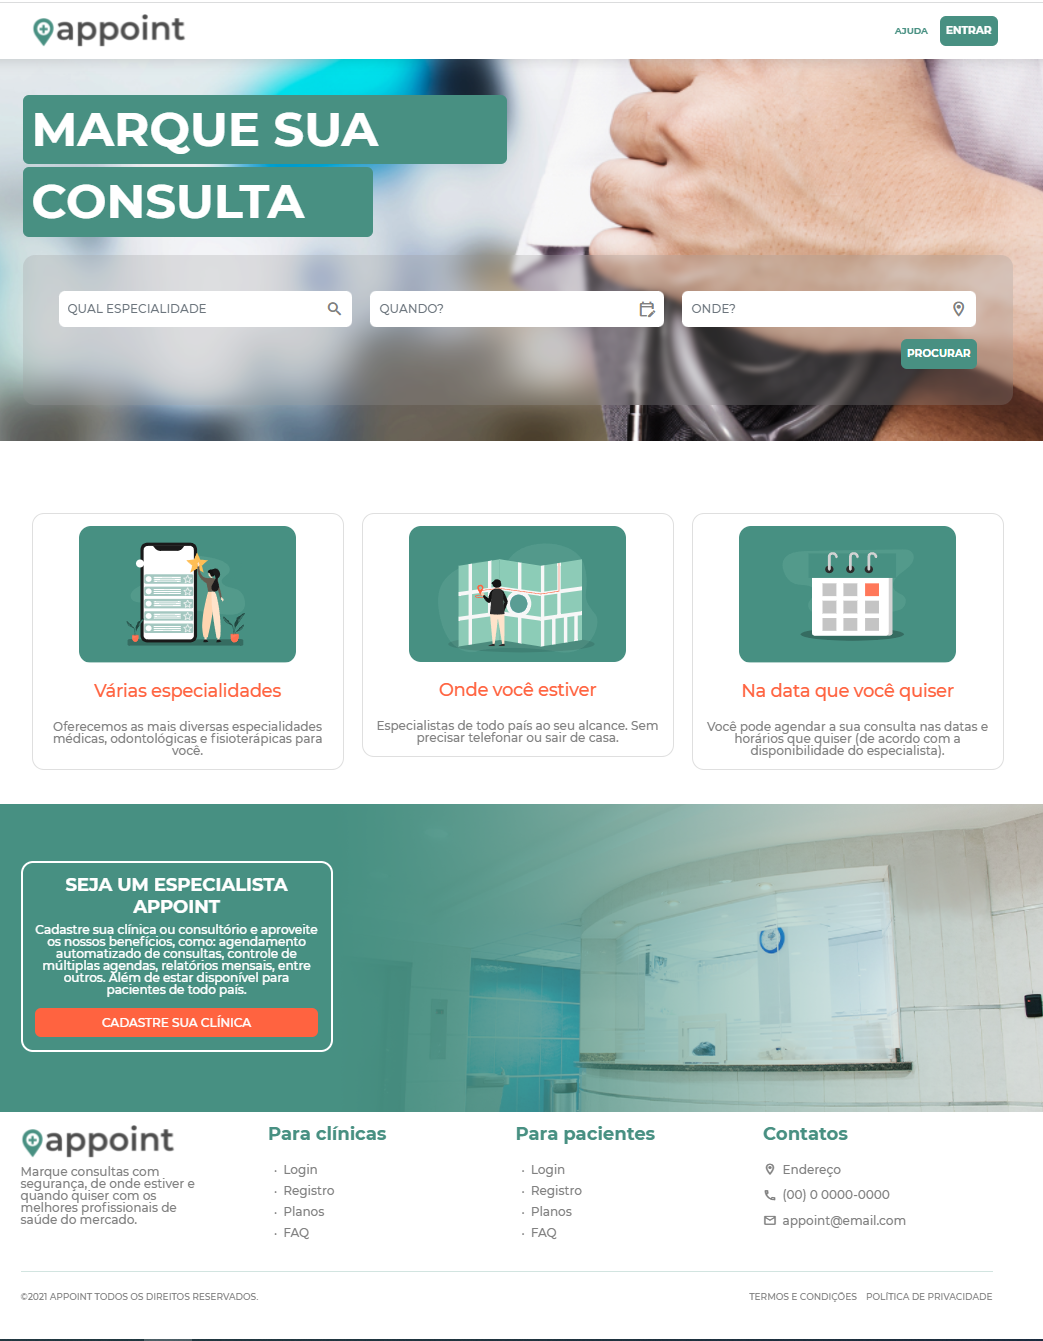 appoint
AJUDA
ENTRAR
MARQUE SUA
CONSULTA
QUAL ESPECIALIDADE
QUANDO?
ONDE?
PROCURAR
Várias especialidades
Oferecemos as mais diversas especialidades
médicas, odontológicas e fisioterápicas para
você.
Onde você estiver
Especialistas de todo país ao seu alcance. Sem
precisar telefonar ou sair de casa.
Na data que você quiser
Você pode agendar a sua consulta nas datas e
horários que quiser (de acordo com a
disponibilidade do especialista).
SEJA UM ESPECIALISTA
APPOINT
Cadastre sua clínica ou consultório e aproveite
os nossos benefícios, como: agendamento
automatizado de consultas, controle de
múltiplas agendas, relatórios mensais, entre
outros. Além de estar disponível para
pacientes de todo país.
CADASTRE SUA CLÍNICA
appoint
Marque consultas com
segurança, de onde estiver e
quando quiser com os
melhores profissionais de
saúde do mercado.
Para clínicas
· Login
· Registro
· Planos
· FAQ
Para pacientes
· Login
· Registro
· Planos
· FAQ
Contatos
Endereço
(00) 0 0000-0000
appoint@email.com
©2021 APPOINT TODOS OS DIREITOS RESERVADOS.
TERMOS E CONDIÇÕES
POLÍTICA DE PRIVACIDADE